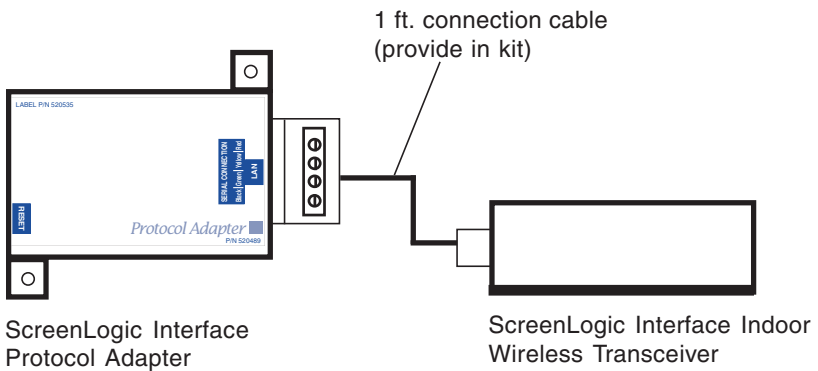 1 ft. connection cable
(provide in kit)
LABEL P/N 520535
SERIAL CONNECTION
Black|Green|Yellow|Red
LAN
RESET
Protocol Adapter
P/N 520489
ScreenLogic Interface
Protocol Adapter
ScreenLogic Interface Indoor
Wireless Transceiver